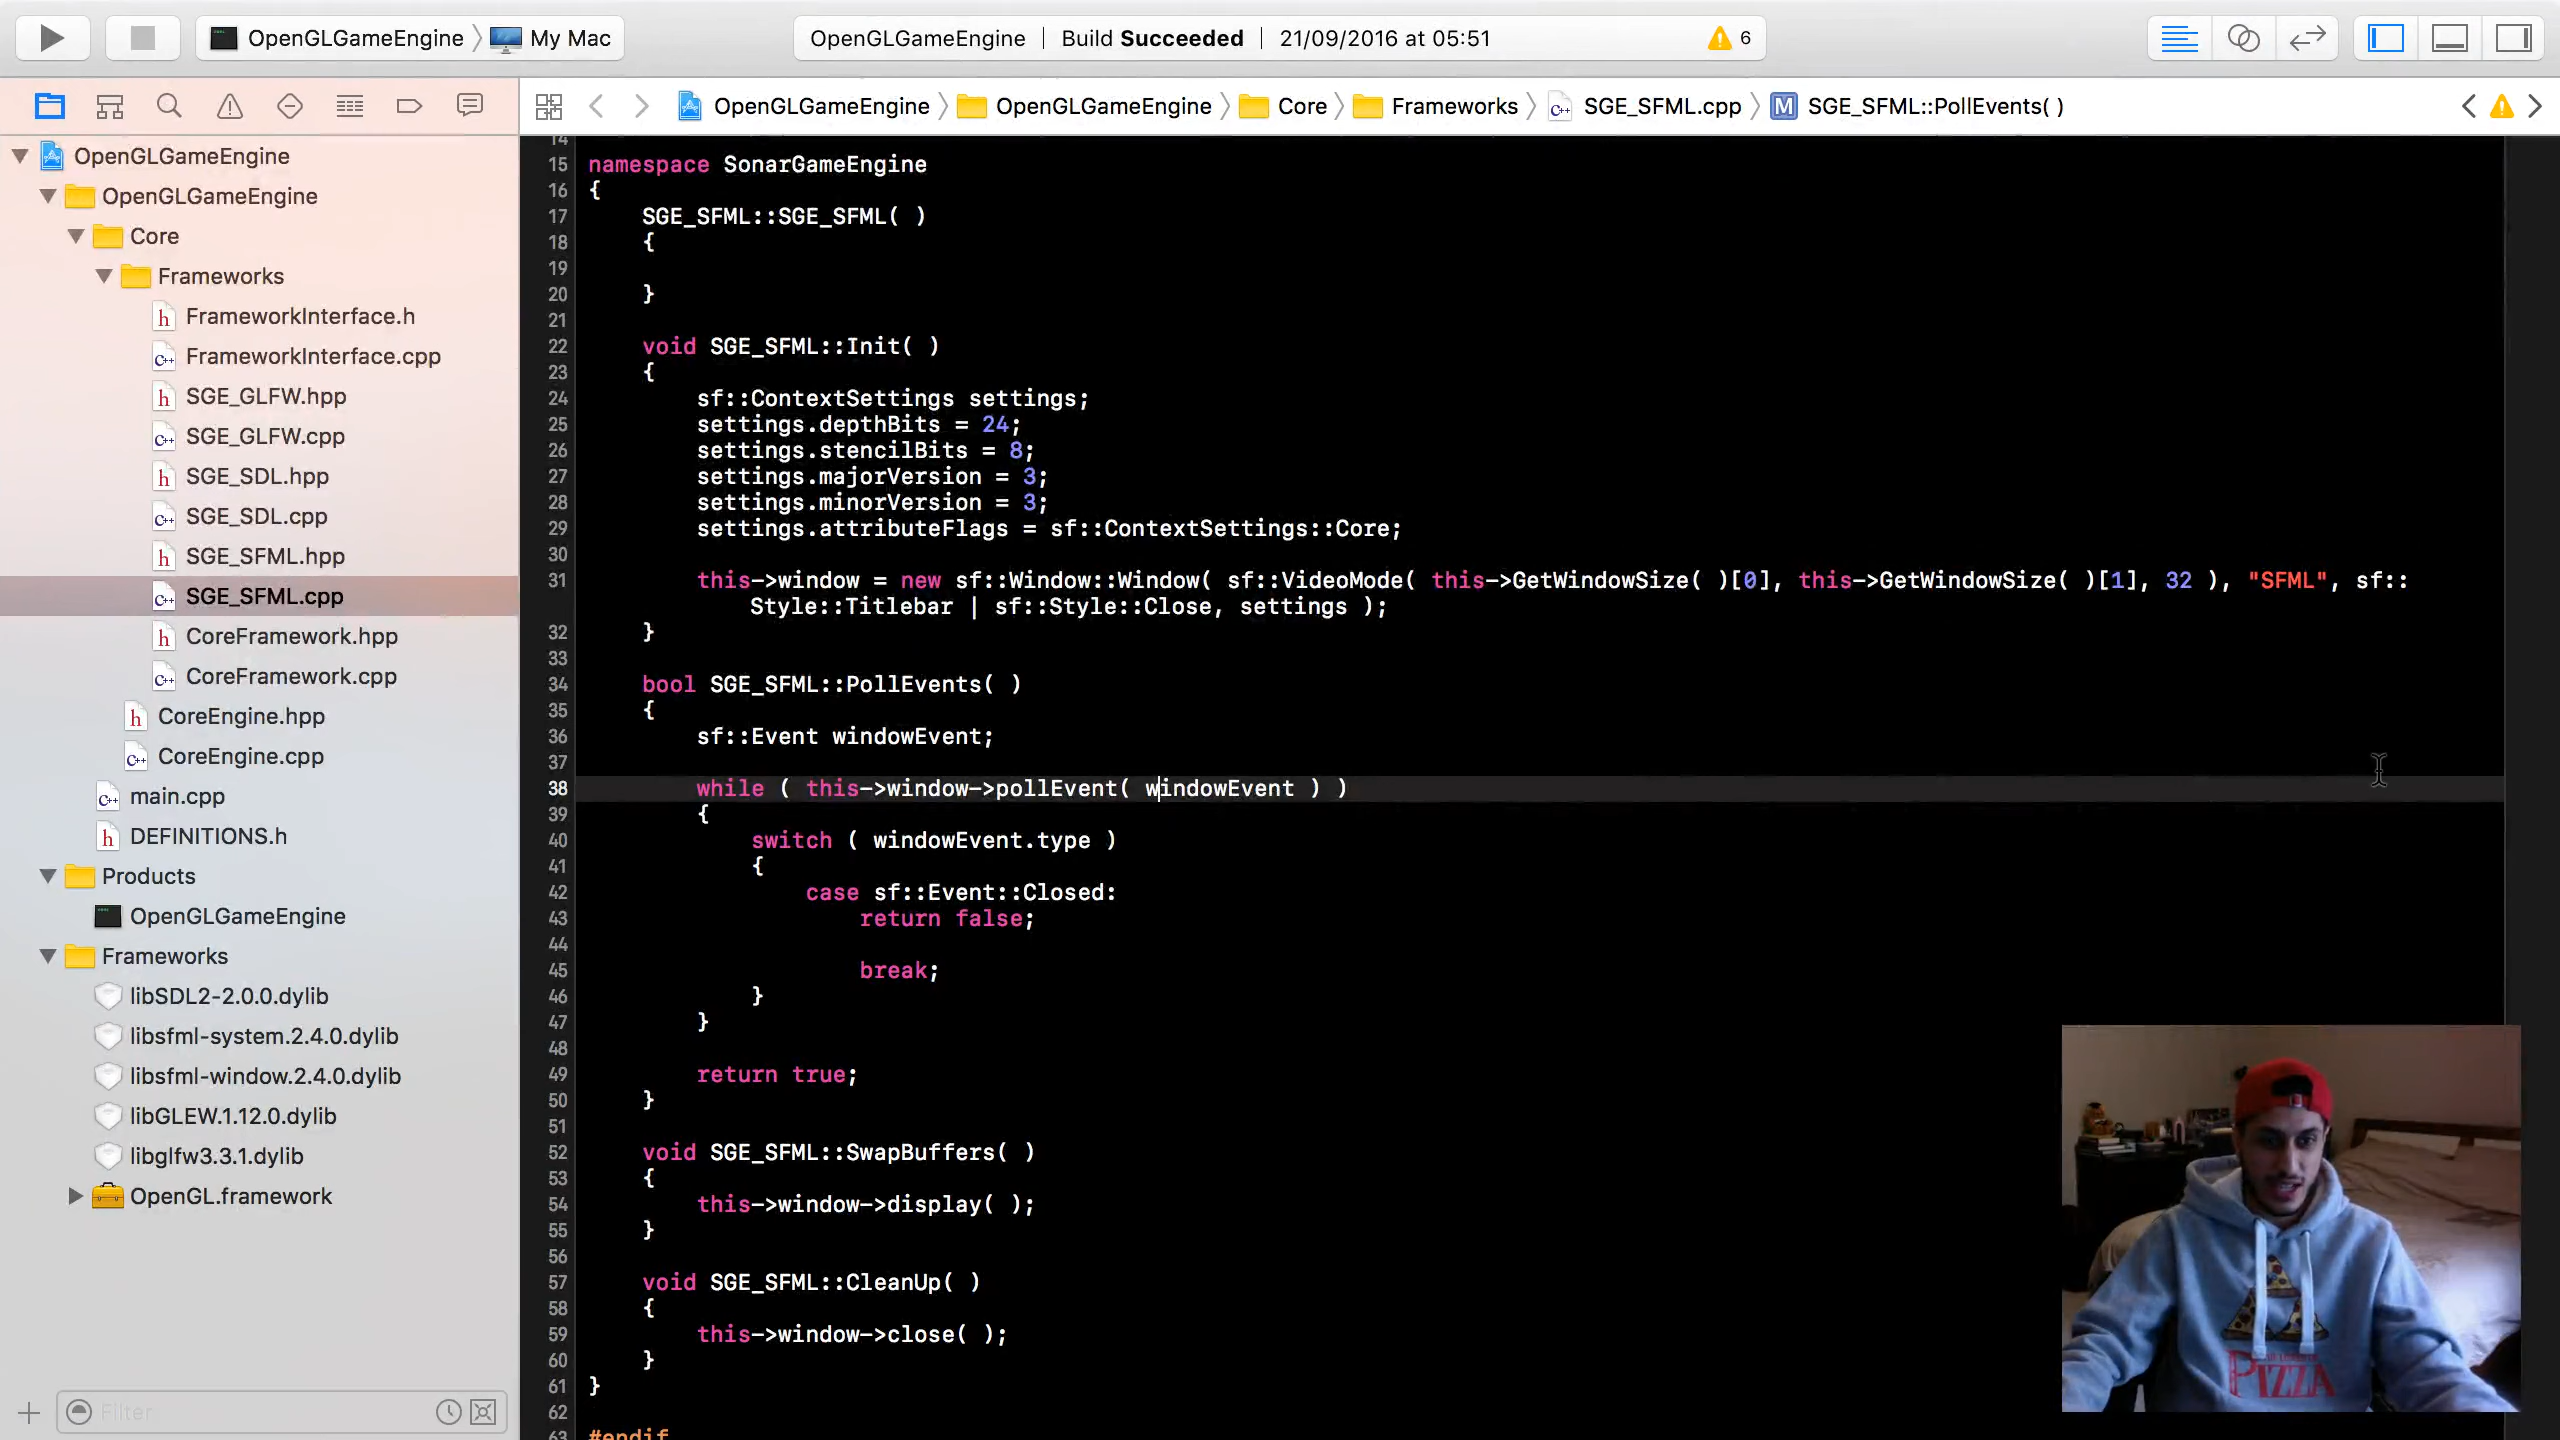 OpenGLGameEngine My Mac
OpenGLGameEngine Build Succeeded 21/09/2016 at 05:51 6
OpenGLGameEngine OpenGLGameEngine Core Frameworks SGE_SFML.cpp M SGE_SFML::PollEvents( )
OpenGLGameEngine
OpenGLGameEngine
Core
Frameworks
h FrameworkInterface.h
C++ FrameworkInterface.cpp
h SGE_GLFW.hpp
C++ SGE_GLFW.cpp
h SGE_SDL.hpp
C++ SGE_SDL.cpp
h SGE_SFML.hpp
C++ SGE_SFML.cpp
h CoreFramework.hpp
C++ CoreFramework.cpp
h CoreEngine.hpp
C++ CoreEngine.cpp
C++ main.cpp
h DEFINITIONS.h
Products
OpenGLGameEngine
Frameworks
libSDL2-2.0.0.dylib
libsfml-system.2.4.0.dylib
libsfml-window.2.4.0.dylib
libGLEW.1.12.0.dylib
libglfw3.3.1.dylib
OpenGL.framework
Filter
14
15 namespace SonarGameEngine
16 {
17 SGE_SFML::SGE_SFML( )
18 {
19
20 }
21
22 void SGE_SFML::Init( )
23 {
24 sf::ContextSettings settings;
25 settings.depthBits = 24;
26 settings.stencilBits = 8;
27 settings.majorVersion = 3;
28 settings.minorVersion = 3;
29 settings.attributeFlags = sf::ContextSettings::Core;
30
31 this->window = new sf::Window::Window( sf::VideoMode( this->GetWindowSize( )[0], this->GetWindowSize( )[1], 32 ), "SFML", sf::
Style::Titlebar | sf::Style::Close, settings );
32 }
33
34 bool SGE_SFML::PollEvents( )
35 {
36 sf::Event windowEvent;
37
38 while ( this->window->pollEvent( windowEvent ) )
39 {
40 switch ( windowEvent.type )
41 {
42 case sf::Event::Closed:
43 return false;
44
45 break;
46 }
47 }
48
49 return true;
50 }
51
52 void SGE_SFML::SwapBuffers( )
53 {
54 this->window->display( );
55 }
56
57 void SGE_SFML::CleanUp( )
58 {
59 this->window->close( );
60 }
61 }
62
63 #endif
PIZZA